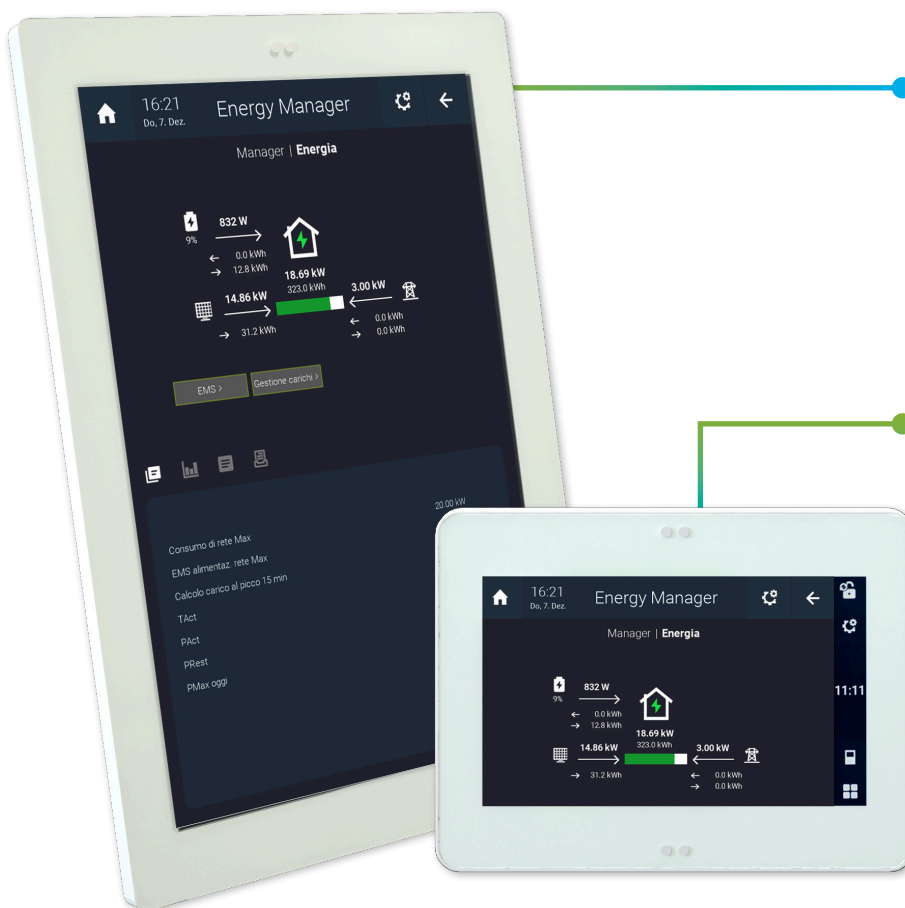 16:21
Do, 7. Dez.
Energy Manager
Manager | Energia
832 W
9%
← 0.0 kWh
→ 12.8 kWh
18.69 kW
323.0 kWh
14.86 kW
3.00 kW
→ 31.2 kWh
← 0.0 kWh
→ 0.0 kWh
EMS >
Gestione carichi >
20.00 kW
Consumo di rete Max
EMS alimentaz. rete Max
Calcolo carico al picco 15 min
TAct
PAct
PRest
PMax oggi
16:21
Do, 7. Dez.
Energy Manager
Manager | Energia
11:11
832 W
9%
← 0.0 kWh
→ 12.8 kWh
18.69 kW
323.0 kWh
14.86 kW
3.00 kW
→ 31.2 kWh
← 0.0 kWh
→ 0.0 kWh